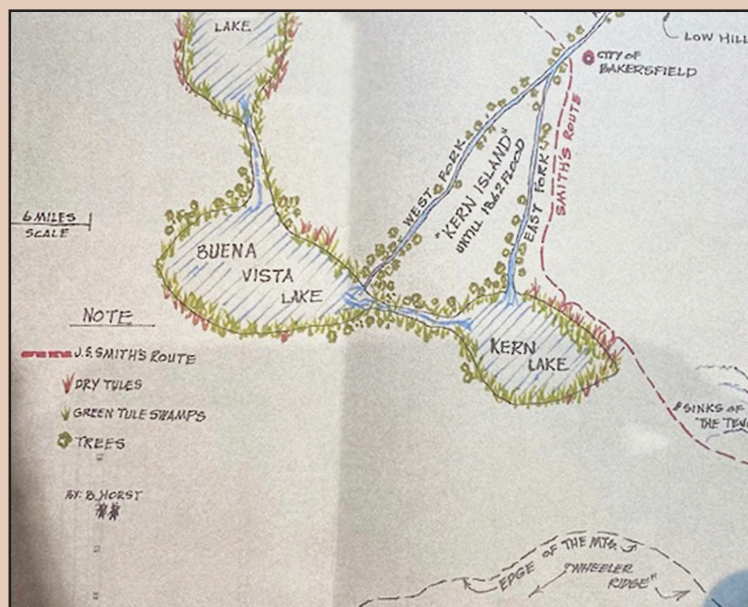 LAKE
LOW HILL
CITY OF
BAKERSFIELD
SMITH'S ROUTE
WEST FORK
"KERN ISLAND"
UNTIL 1862 FLOOD
EAST FORK
6 MILES
SCALE
BUENA
VISTA
LAKE
KERN
LAKE
NOTE
J.S. SMITH'S ROUTE
DRY TULES
GREEN TULE SWAMPS
TREES
BY: B. HORST
SINKS OF
THE
EDGE OF THE MTS.
"WHEELER
RIDGE"